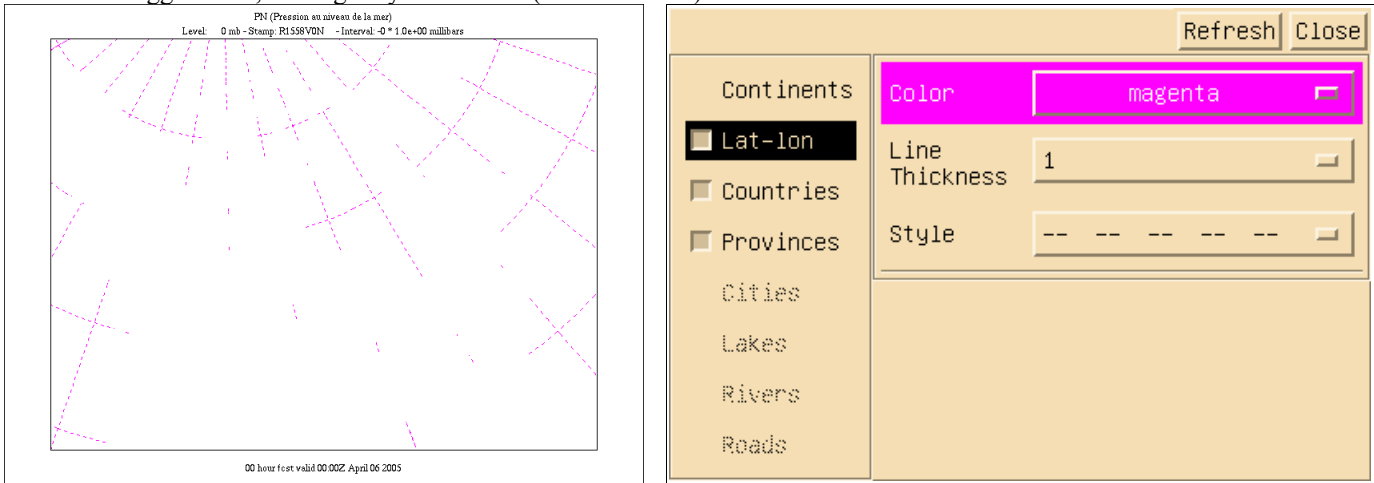 PN (Pression au niveau de la mer)
Level: 0 mb - Stamp: R1558V0N - Interval: -0 * 1.0e+00 millibars
00 hour fcst valid 00:00Z April 06 2005
Refresh Close
Continents
Lat-lon
Countries
Provinces
Cities
Lakes
Rivers
Roads
Color magenta
Line
Thickness 1
Style -- -- -- -- --